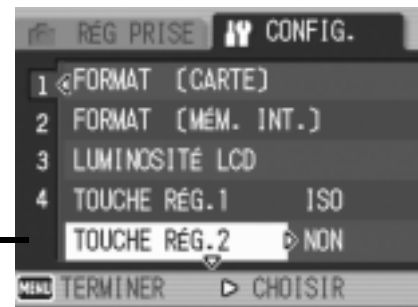 RÉG PRISE CONFIG.
1 FORMAT (CARTE)
2 FORMAT (MÉM. INT.)
3 LUMINOSITÉ LCD
4 TOUCHE RÉG.1 ISO
TOUCHE RÉG.2 NON
MENU TERMINER CHOISIR